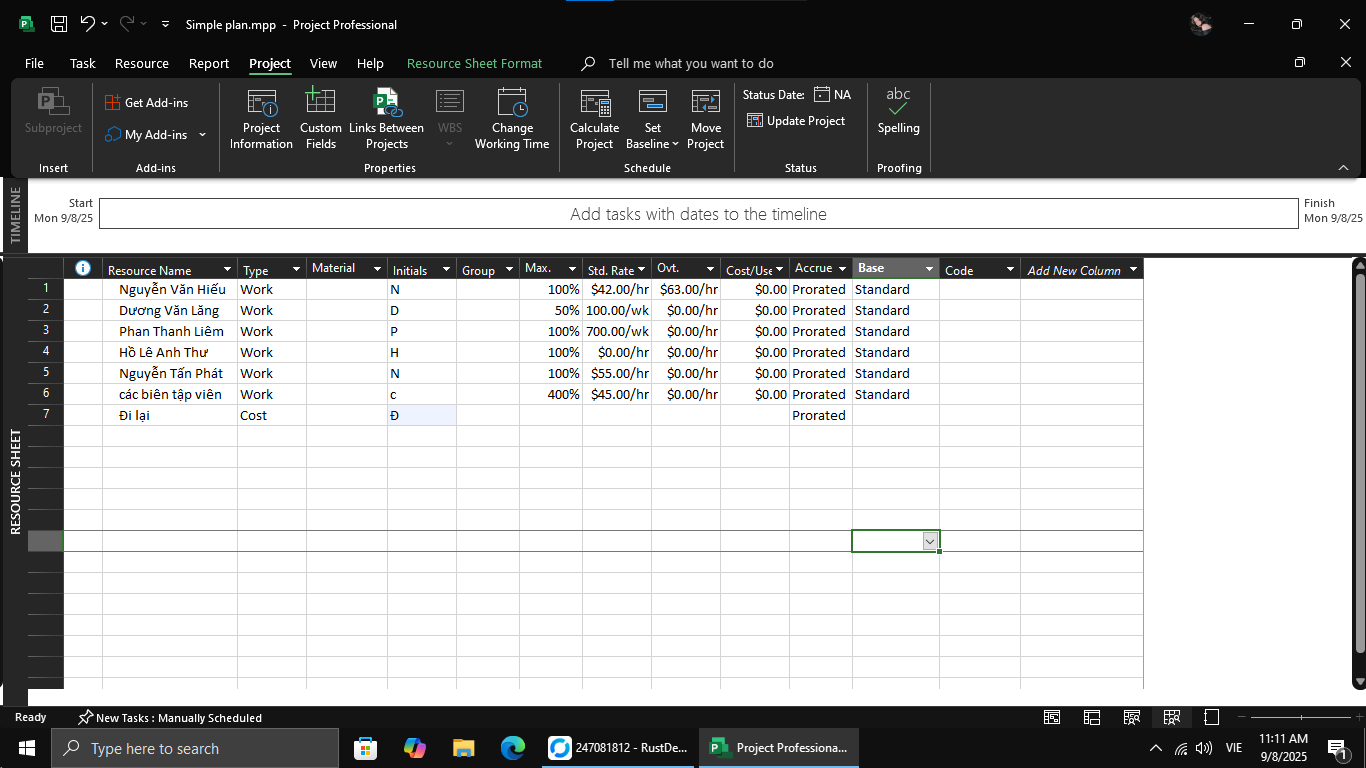 Simple plan.mpp - Project Professional
File Task Resource Report Project View Help Resource Sheet Format Tell me what you want to do
Subproject
Insert
Get Add-ins
My Add-ins
Add-ins
Project Information
Custom Fields
Links Between Projects
WBS
Change Working Time
Properties
Calculate Project
Set Baseline
Move Project
Schedule
Status Date: NA
Update Project
Status
abc
Spelling
Proofing
TIMELINE
Start
Mon 9/8/25
Add tasks with dates to the timeline
Finish
Mon 9/8/25
RESOURCE SHEET
Resource Name Type Material Initials Group Max. Std. Rate Ovt. Cost/Use Accrue Base Code Add New Column
1 Nguyễn Văn Hiếu Work N 100% $42.00/hr $63.00/hr $0.00 Prorated Standard
2 Dương Văn Lăng Work D 50% 100.00/wk $0.00/hr $0.00 Prorated Standard
3 Phan Thanh Liêm Work P 100% 700.00/wk $0.00/hr $0.00 Prorated Standard
4 Hồ Lê Anh Thư Work H 100% $0.00/hr $0.00/hr $0.00 Prorated Standard
5 Nguyễn Tấn Phát Work N 100% $55.00/hr $0.00/hr $0.00 Prorated Standard
6 các biên tập viên Work c 400% $45.00/hr $0.00/hr $0.00 Prorated Standard
7 Đi lại Cost Đ Prorated
Ready New Tasks : Manually Scheduled
Type here to search
247081812 - RustDe...
Project Professiona...
VIE
11:11 AM
9/8/2025
1